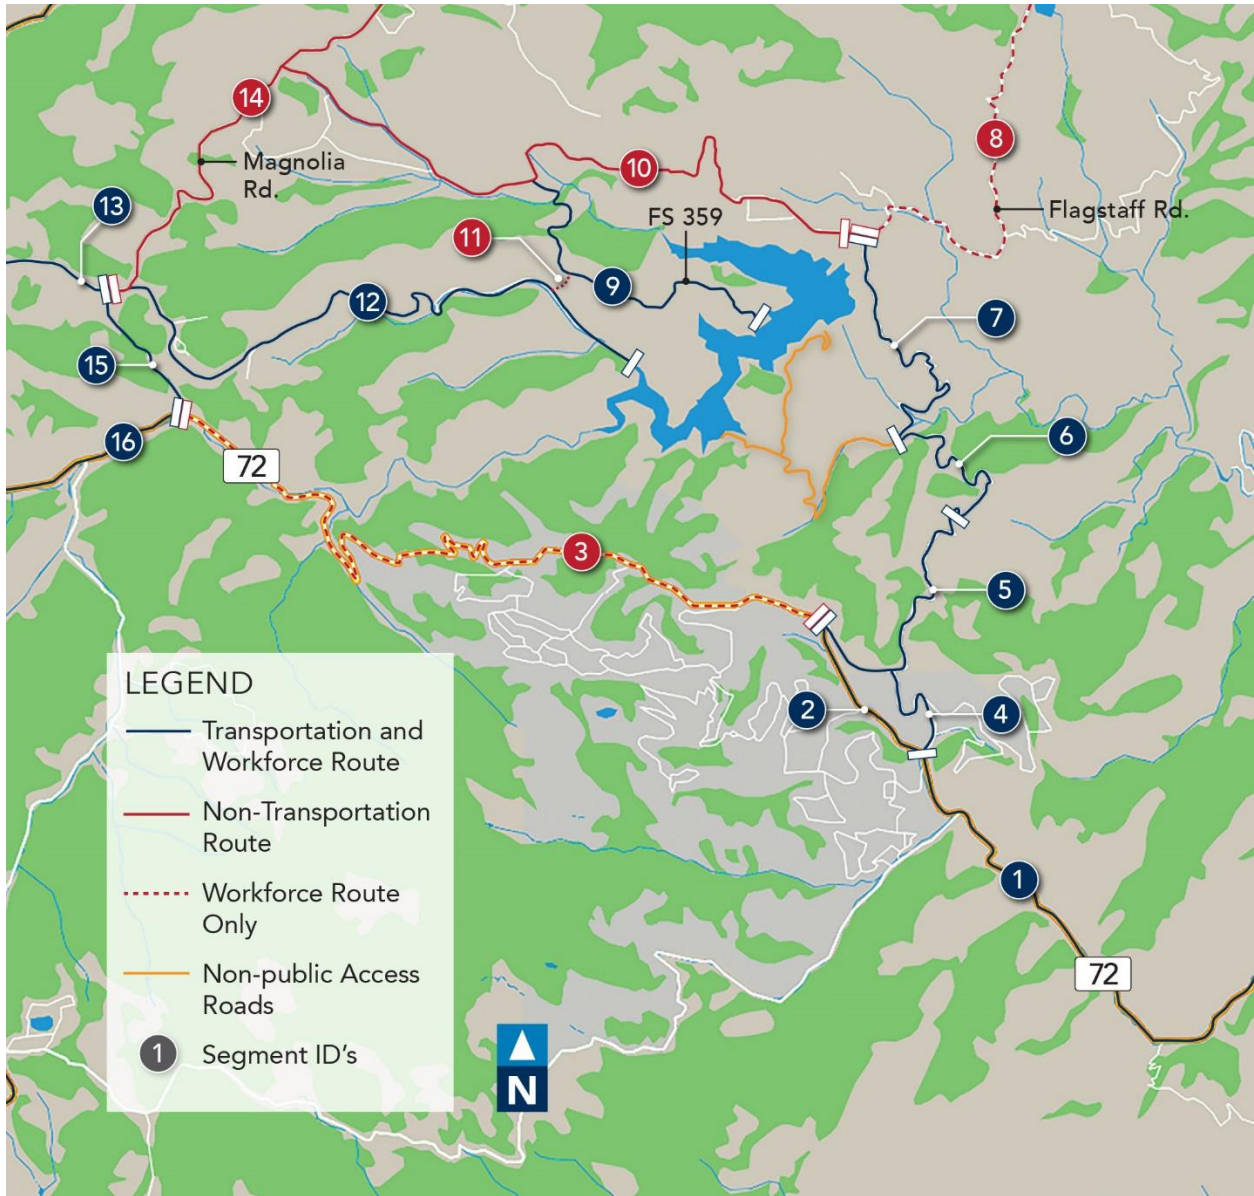 14
8
10
Magnolia
Rd.
13
FS 359
Flagstaff Rd.
11
9
12
7
15
16
6
72
3
5
2
4
1
72
LEGEND
Transportation and
Workforce Route
Non-Transportation
Route
Workforce Route
Only
Non-public Access
Roads
1
Segment ID's
N